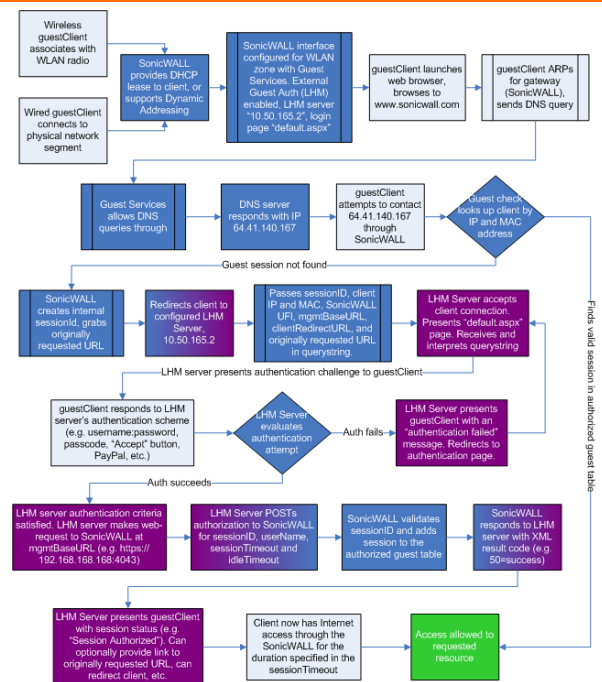 Wireless
guestClient
associates with
WLAN radio
Wired guestClient
connects to
physical network
segment
SonicWALL
provides DHCP
lease to client, or
supports Dynamic
Addressing
SonicWALL interface
configured for WLAN
zone with Guest
Services. External
Guest Auth (LHM)
enabled, LHM server
“10.50.165.2”, login
page “default.aspx”
guestClient launches
web browser,
browses to
www.sonicwall.com
guestClient ARPs
for gateway
(SonicWALL),
sends DNS query
Guest Services
allows DNS
queries through
DNS server
responds with IP
64.41.140.167
guestClient
attempts to contact
64.41.140.167
through
SonicWALL
Guest check
looks up client by
IP and MAC
address
Guest session not found
Finds valid session in authorized guest table
SonicWALL
creates internal
sessionId, grabs
originally
requested URL
Redirects client to
configured LHM
Server,
10.50.165.2
Passes sessionID, client
IP and MAC, SonicWALL
UFI, mgmtBaseURL,
clientRedirectURL, and
originally requested URL
in querystring.
LHM Server accepts
client connection.
Presents “default.aspx”
page. Receives and
interprets querystring
LHM server presents authentication challenge to guestClient
guestClient responds to LHM
server’s authentication scheme
(e.g. username:password,
passcode, “Accept” button,
PayPal, etc.)
LHM Server
evaluates
authentication
attempt
Auth fails
LHM Server presents
guestClient with an
“authentication failed”
message. Redirects to
authentication page.
Auth succeeds
LHM server authentication criteria
satisfied. LHM server makes web-
request to SonicWALL at
mgmtBaseURL (e.g. https://
192.168.168.168:4043)
LHM Server POSTs
authorization to SonicWALL
for sessionID, userName,
sessionTimeout and
idleTimeout
SonicWALL validates
sessionID and adds
session to the
authorized guest table
SonicWALL
responds to LHM
server with XML
result code (e.g.
50=success)
LHM Server presents guestClient
with session status (e.g.
“Session Authorized”). Can
optionally provide link to
originally requested URL, can
redirect client, etc.
Client now has Internet
access through the
SonicWALL for the
duration specified in the
sessionTimeout
Access allowed to
requested
resource